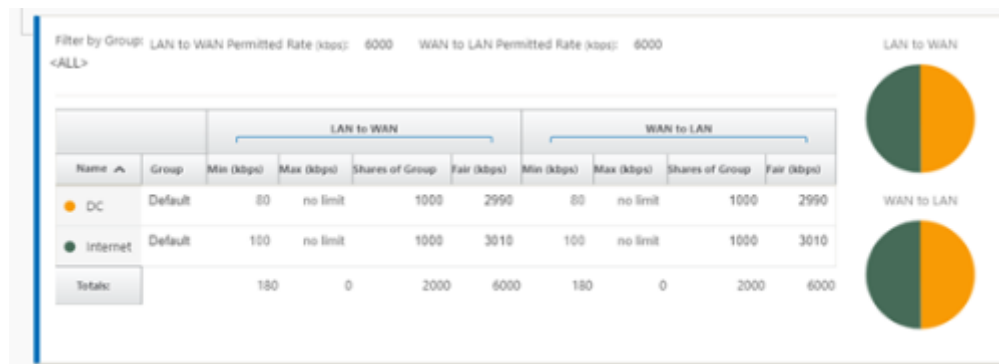 Filter by Group: LAN to WAN Permitted Rate (kbps): 6000 WAN to LAN Permitted Rate (kbps): 6000
<ALL>
LAN to WAN
LAN to WAN WAN to LAN
Name Group Min (kbps) Max (kbps) Shares of Group Fair (kbps) Min (kbps) Max (kbps) Shares of Group Fair (kbps)
DC Default 80 no limit 1000 2990 80 no limit 1000 2990
WAN to LAN
Internet Default 100 no limit 1000 3010 100 no limit 1000 3010
Totals: 180 0 2000 6000 180 0 2000 6000